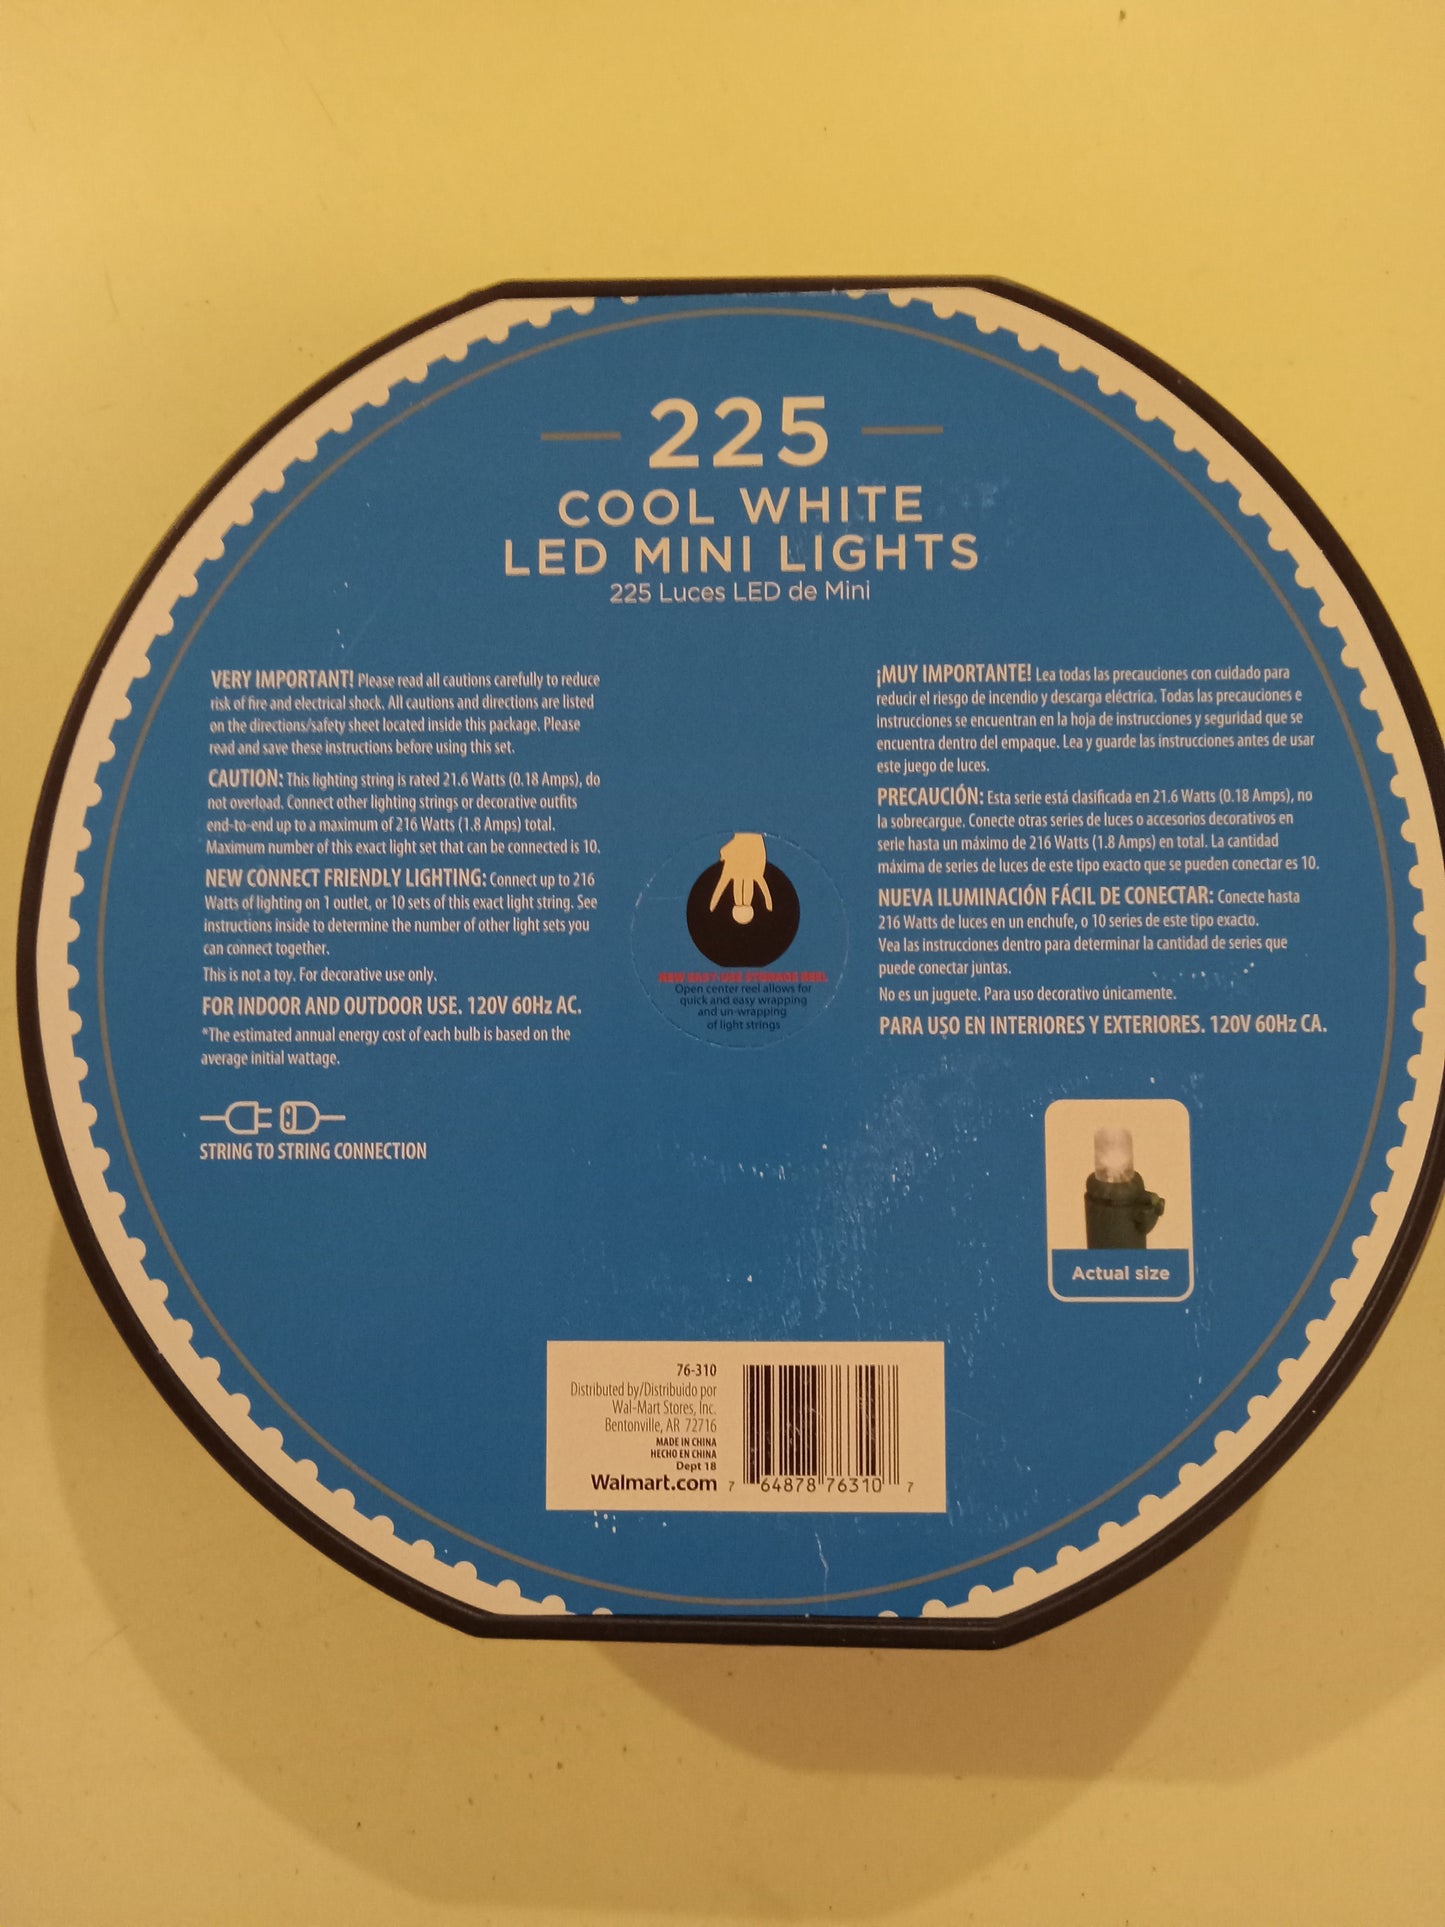 225
COOL WHITE
LED MINI LIGHTS
225 Luces LED de Mini
VERY IMPORTANT! Please read all cautions carefully to reduce
risk of fire and electrical shock. All cautions and directions are listed
on the directions/safety sheet located inside this package. Please
read and save these instructions before using this set.
CAUTION: This lighting string is rated 21.6 Watts (0.18 Amps), do
not overload. Connect other lighting strings or decorative outfits
end-to-end up to a maximum of 216 Watts (1.8 Amps) total.
Maximum number of this exact light set that can be connected is 10.
NEW CONNECT FRIENDLY LIGHTING: Connect up to 216
Watts of lighting on 1 outlet, or 10 sets of this exact light string. See
instructions inside to determine the number of other light sets you
can connect together.
This is not a toy. For decorative use only.
FOR INDOOR AND OUTDOOR USE. 120V 60Hz AC.
*The estimated annual energy cost of each bulb is based on the
average initial wattage.
STRING TO STRING CONNECTION
NEW EASY-USE STORAGE REEL
Open center reel allows for
quick and easy wrapping
and un-wrapping
of light strings
¡MUY IMPORTANTE! Lea todas las precauciones con cuidado para
reducir el riesgo de incendio y descarga eléctrica. Todas las precauciones e
instrucciones se encuentran en la hoja de instrucciones y seguridad que se
encuentra dentro del empaque. Lea y guarde las instrucciones antes de usar
este juego de luces.
PRECAUCIÓN: Esta serie está clasificada en 21.6 Watts (0.18 Amps), no
la sobrecargue. Conecte otras series de luces o accesorios decorativos en
serie hasta un máximo de 216 Watts (1.8 Amps) en total. La cantidad
máxima de series de luces de este tipo exacto que se pueden conectar es 10.
NUEVA ILUMINACIÓN FÁCIL DE CONECTAR: Conecte hasta
216 Watts de luces en un enchufe, o 10 series de este tipo exacto.
Vea las instrucciones dentro para determinar la cantidad de series que
puede conectar juntas.
No es un juguete. Para uso decorativo únicamente.
PARA USO EN INTERIORES Y EXTERIORES. 120V 60Hz CA.
Actual size
76-310
Distributed by/Distribuido por
Wal-Mart Stores, Inc.
Bentonville, AR 72716
MADE IN CHINA
HECHO EN CHINA
Dept 18
Walmart.com
7 64878 76310 7